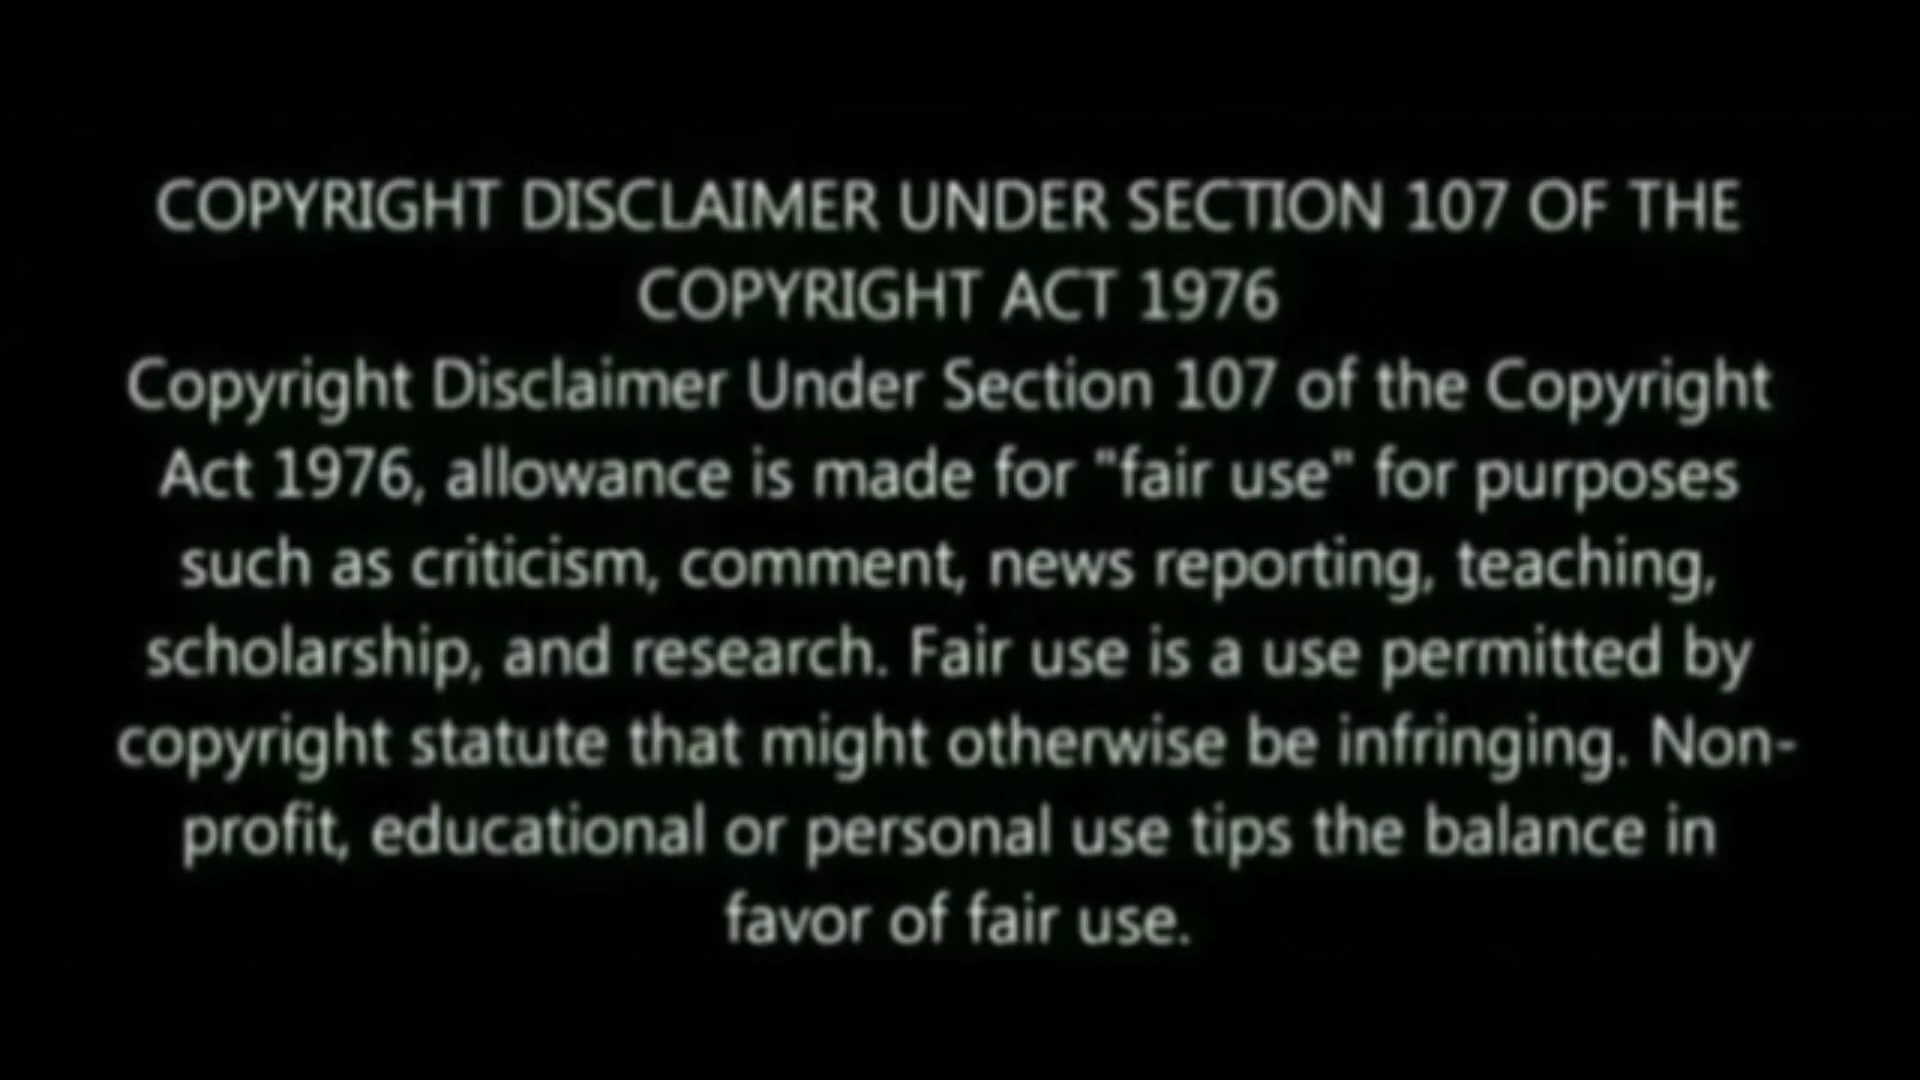 COPYRIGHT DISCLAIMER UNDER SECTION 107 OF THE
COPYRIGHT ACT 1976
Copyright Disclaimer Under Section 107 of the Copyright
Act 1976, allowance is made for "fair use" for purposes
such as criticism, comment, news reporting, teaching,
scholarship, and research. Fair use is a use permitted by
copyright statute that might otherwise be infringing. Non-
profit, educational or personal use tips the balance in
favor of fair use.